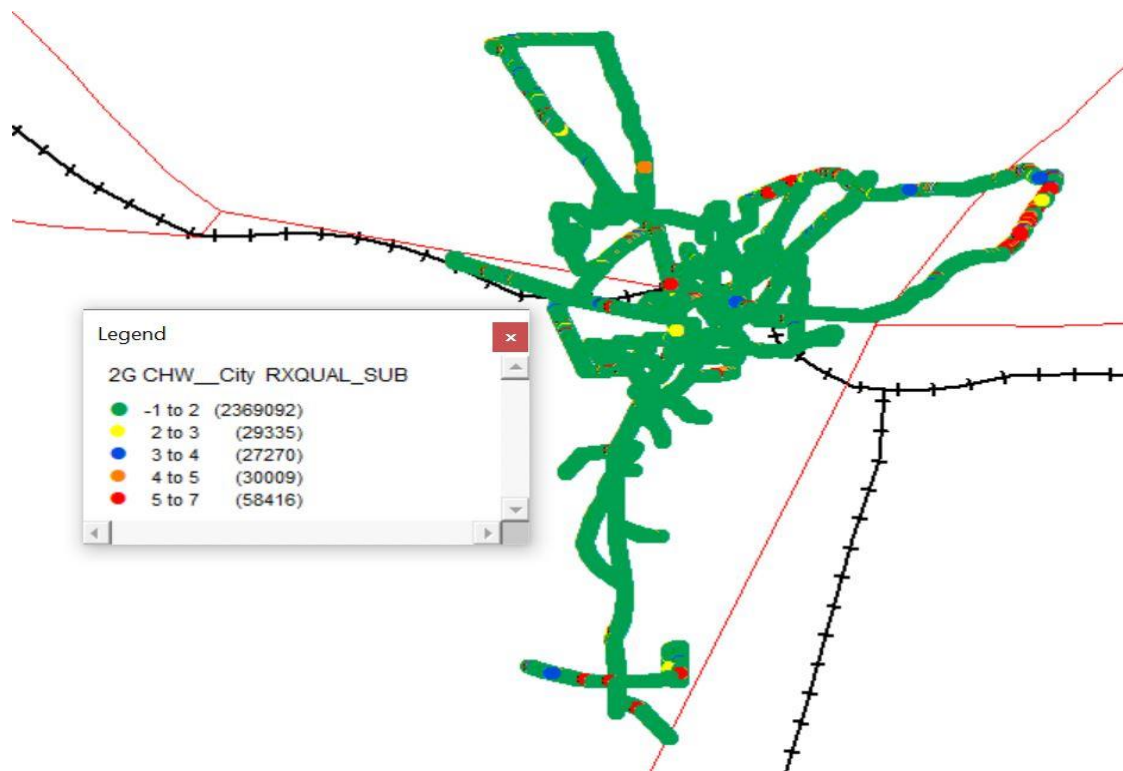 Legend
2G CHW__City RXQUAL_SUB
-1 to 2 (2369092)
2 to 3 (29335)
3 to 4 (27270)
4 to 5 (30009)
5 to 7 (58416)